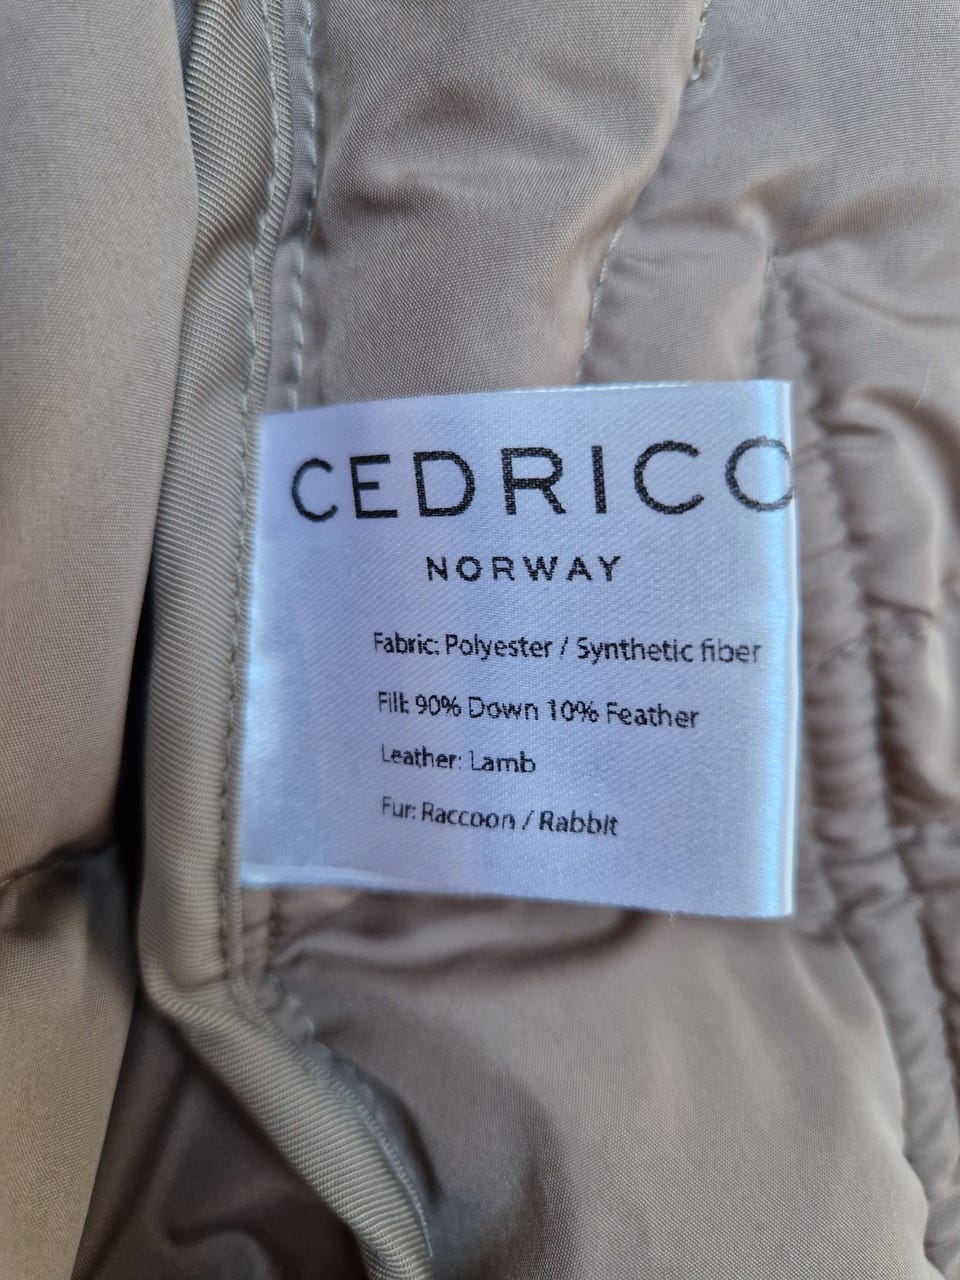 CEDRICO
NORWAY
Fabric: Polyester / Synthetic fiber
Fill: 90% Down 10% Feather
Leather: Lamb
Fur: Raccoon / Rabbit